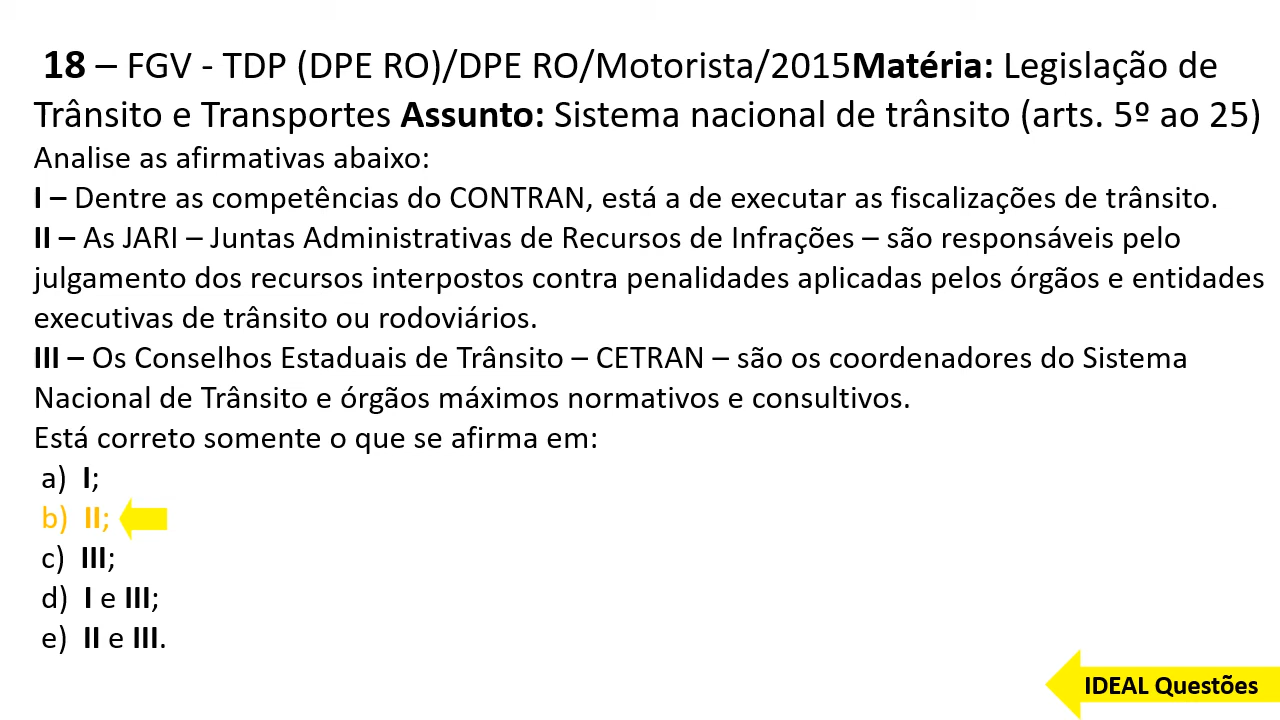 18 – FGV - TDP (DPE RO)/DPE RO/Motorista/2015Matéria: Legislação de
Trânsito e Transportes Assunto: Sistema nacional de trânsito (arts. 5º ao 25)
Analise as afirmativas abaixo:
I – Dentre as competências do CONTRAN, está a de executar as fiscalizações de trânsito.
II – As JARI – Juntas Administrativas de Recursos de Infrações – são responsáveis pelo
julgamento dos recursos interpostos contra penalidades aplicadas pelos órgãos e entidades
executivas de trânsito ou rodoviários.
III – Os Conselhos Estaduais de Trânsito – CETRAN – são os coordenadores do Sistema
Nacional de Trânsito e órgãos máximos normativos e consultivos.
Está correto somente o que se afirma em:
a) I;
b) II;
c) III;
d) I e III;
e) II e III.
IDEAL Questões